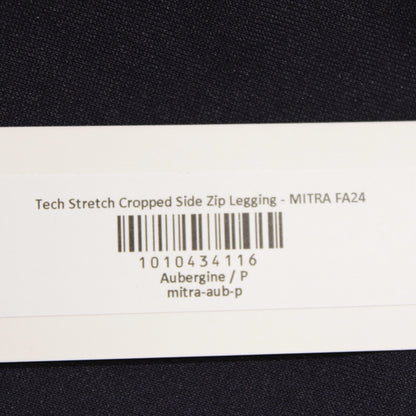 Tech Stretch Cropped Side Zip Legging - MITRA FA24
1010434116
Aubergine / P
mitra-aub-p